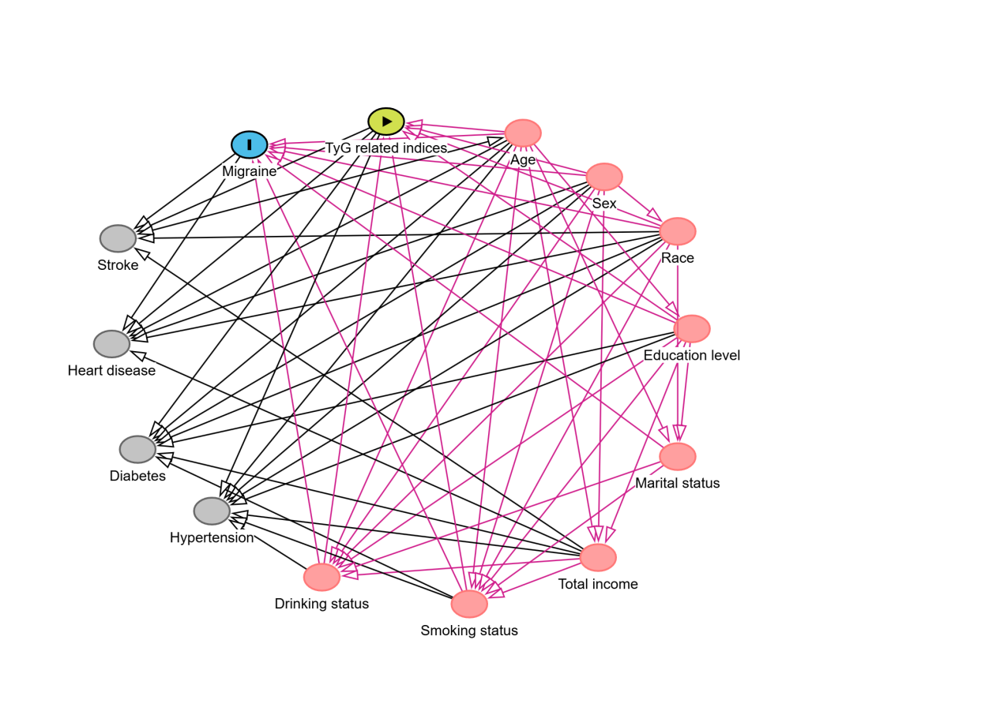 TyG related indices
Age
Migraine
Sex
Race
Stroke
Education level
Heart disease
Diabetes
Marital status
Hypertension
Total income
Drinking status
Smoking status